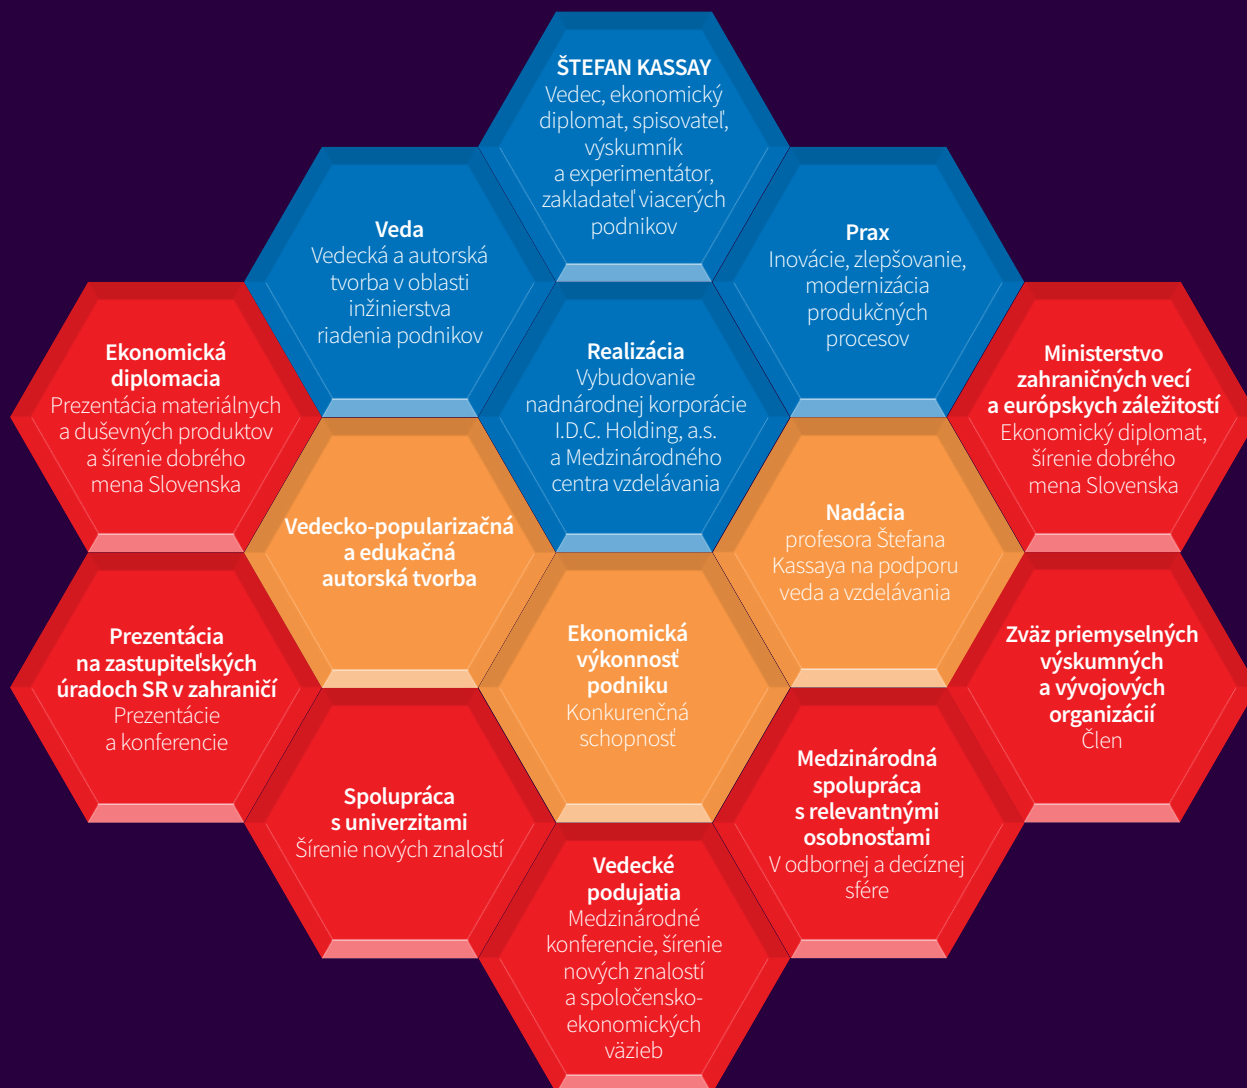 ŠTEFAN KASSAY
Vedec, ekonomický
diplomat, spisovateľ,
výskumník
a experimentátor,
zakladateľ viacerých
podnikov
Veda
Vedecká a autorská
tvorba v oblasti
inžinierstva
riadenia podnikov
Prax
Inovácie, zlepšovanie,
modernizácia
produkčných
procesov
Ekonomická
diplomacia
Prezentácia materiálnych
a duševných produktov
a šírenie dobrého
mena Slovenska
Realizácia
Vybudovanie
nadnárodnej korporácie
I.D.C. Holding, a.s.
a Medzinárodného
centra vzdelávania
Ministerstvo
zahraničných vecí
a európskych záležitostí
Ekonomický diplomat,
šírenie dobrého
mena Slovenska
Vedecko-popularizačná
a edukačná
autorská tvorba
Nadácia
profesora Štefana
Kassaya na podporu
veda a vzdelávania
Prezentácia
na zastupiteľských
úradoch SR v zahraničí
Prezentácie
a konferencie
Ekonomická
výkonnosť
podniku
Konkurenčná
schopnosť
Zväz priemyselných
výskumných
a vývojových
organizácií
Člen
Spolupráca
s univerzitami
Šírenie nových znalostí
Medzinárodná
spolupráca
s relevantnými
osobnosťami
V odbornej a decíznej
sfére
Vedecké
podujatia
Medzinárodné
konferencie, šírenie
nových znalostí
a spoločensko-
ekonomických
väzieb